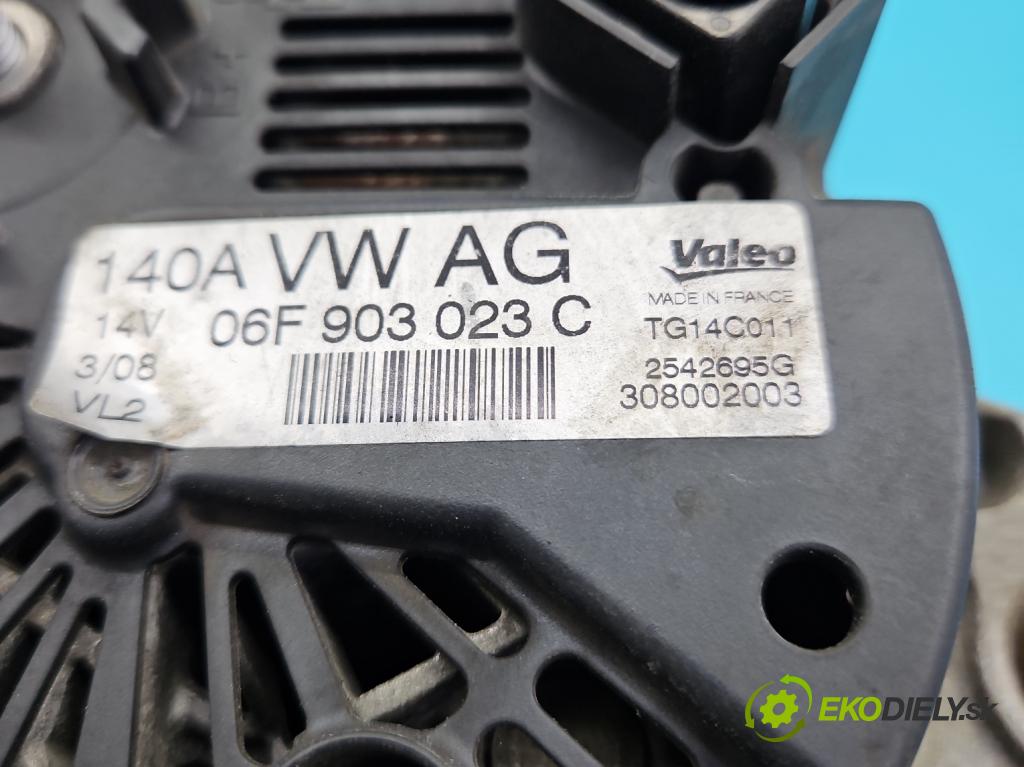 140A VW AG
14V 06F 903 023 C
3/08
VL2
Valeo
MADE IN FRANCE
TG14C011
2542695G
308002003
EKODIELY.sk